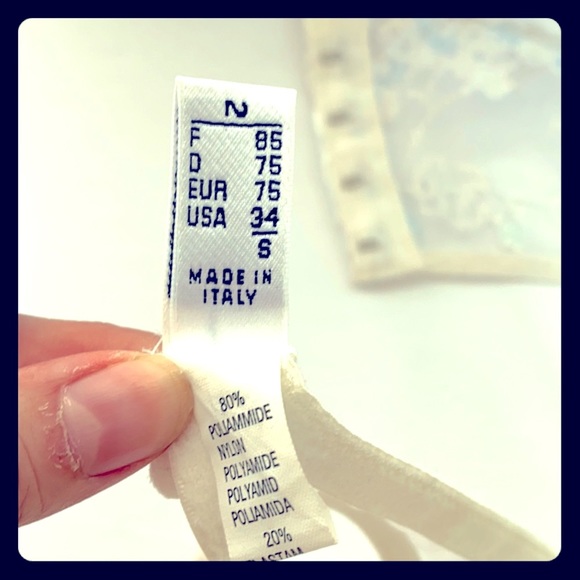 2
F 85
D 75
EUR 75
USA 34
S
MADE IN
ITALY
80%
POLIAMMIDE
NYLON
POLYAMIDE
POLYAMID
POLIAMIDA
20%